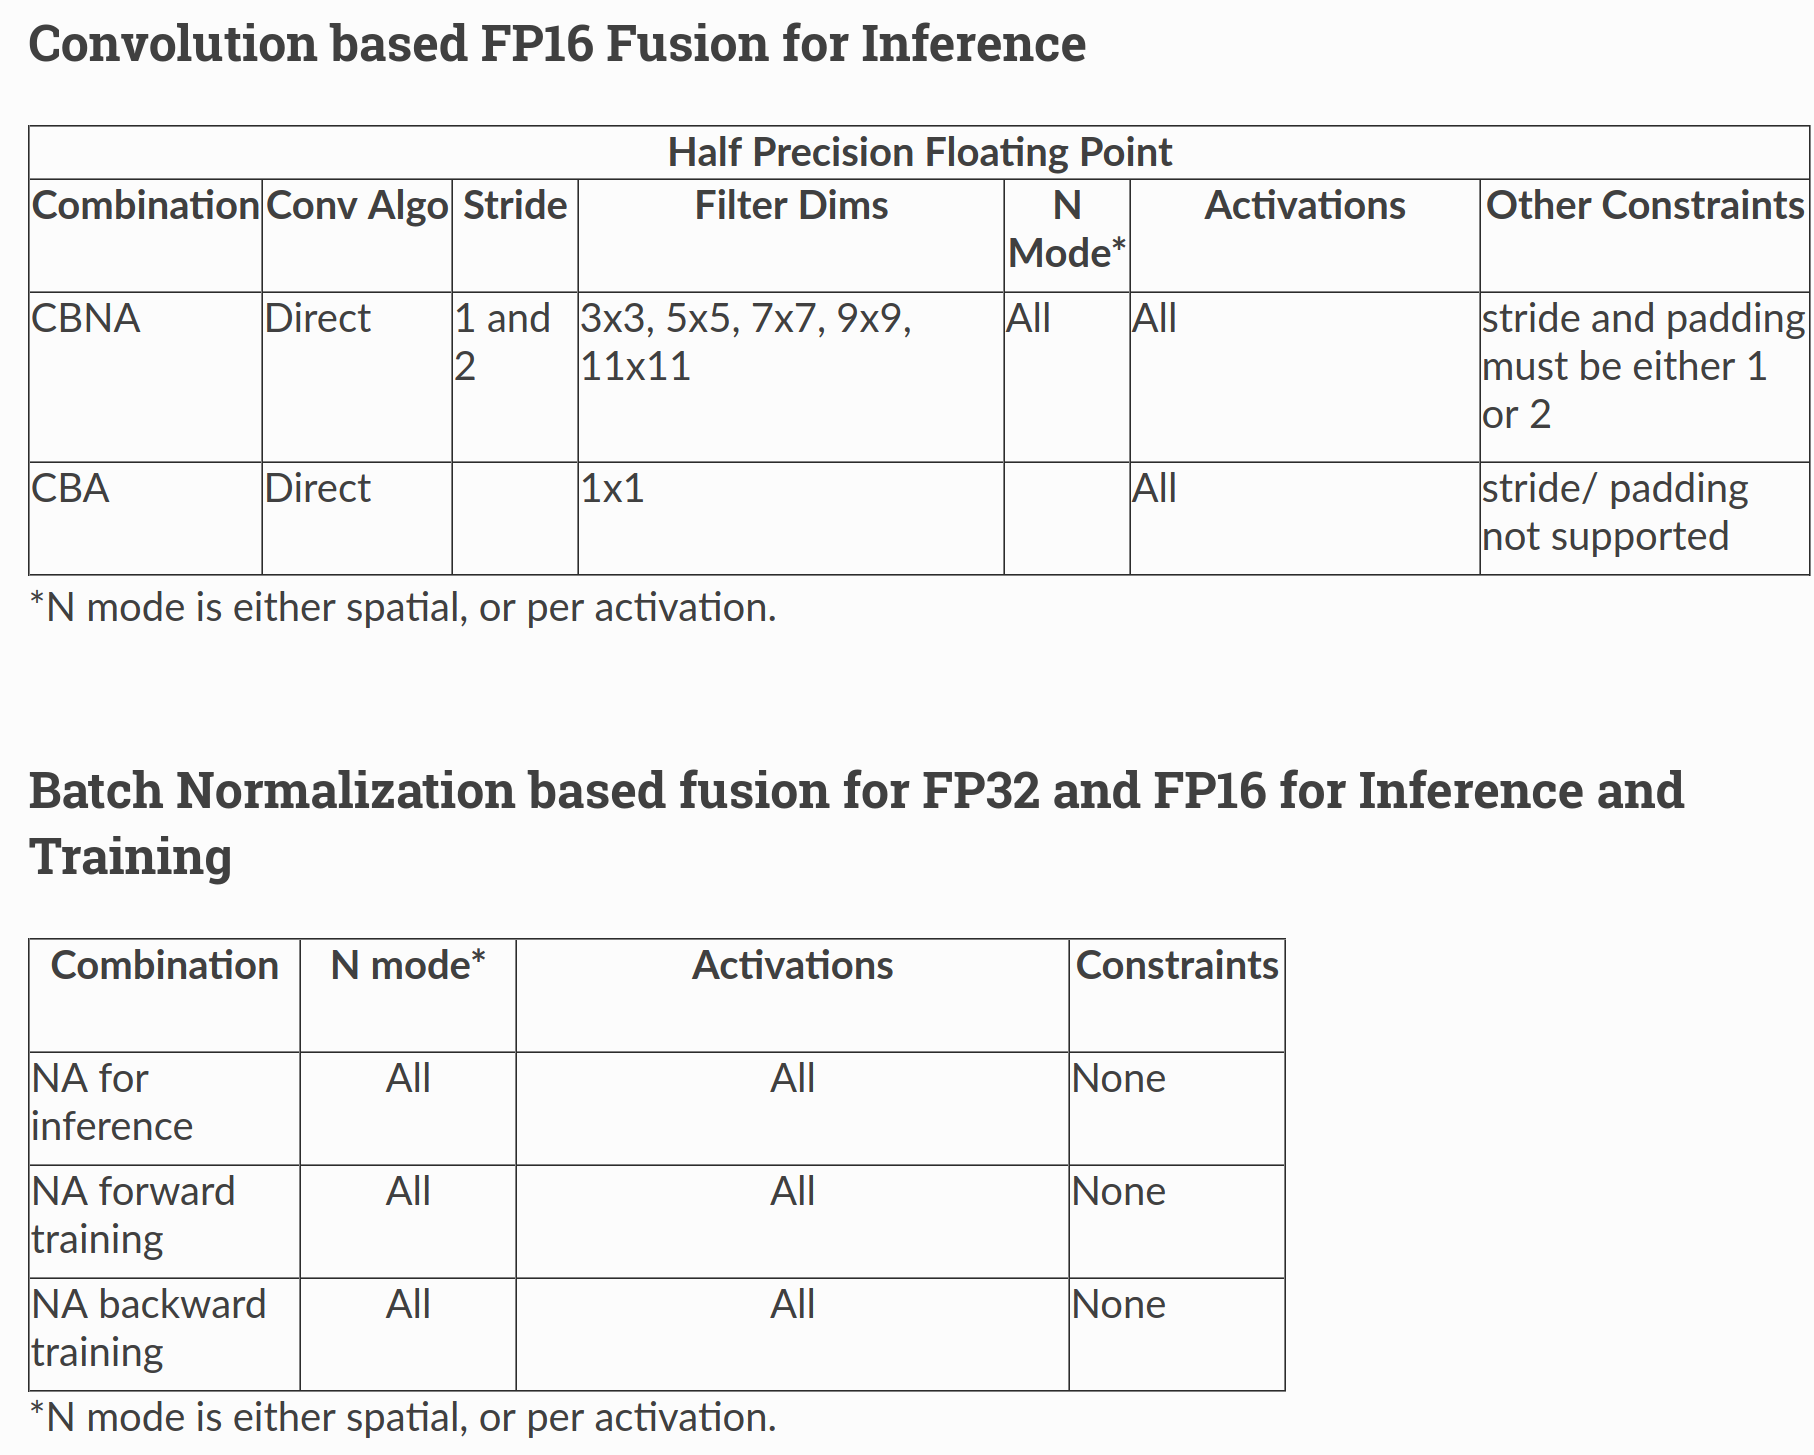 Convolution based FP16 Fusion for Inference
Half Precision Floating Point
Combination Conv Algo Stride Filter Dims N Mode* Activations Other Constraints
CBNA Direct 1 and 2 3x3, 5x5, 7x7, 9x9, 11x11 All All stride and padding must be either 1 or 2
CBA Direct 1x1 All stride/ padding not supported
*N mode is either spatial, or per activation.
Batch Normalization based fusion for FP32 and FP16 for Inference and
Training
Combination N mode* Activations Constraints
NA for inference All All None
NA forward training All All None
NA backward training All All None
*N mode is either spatial, or per activation.